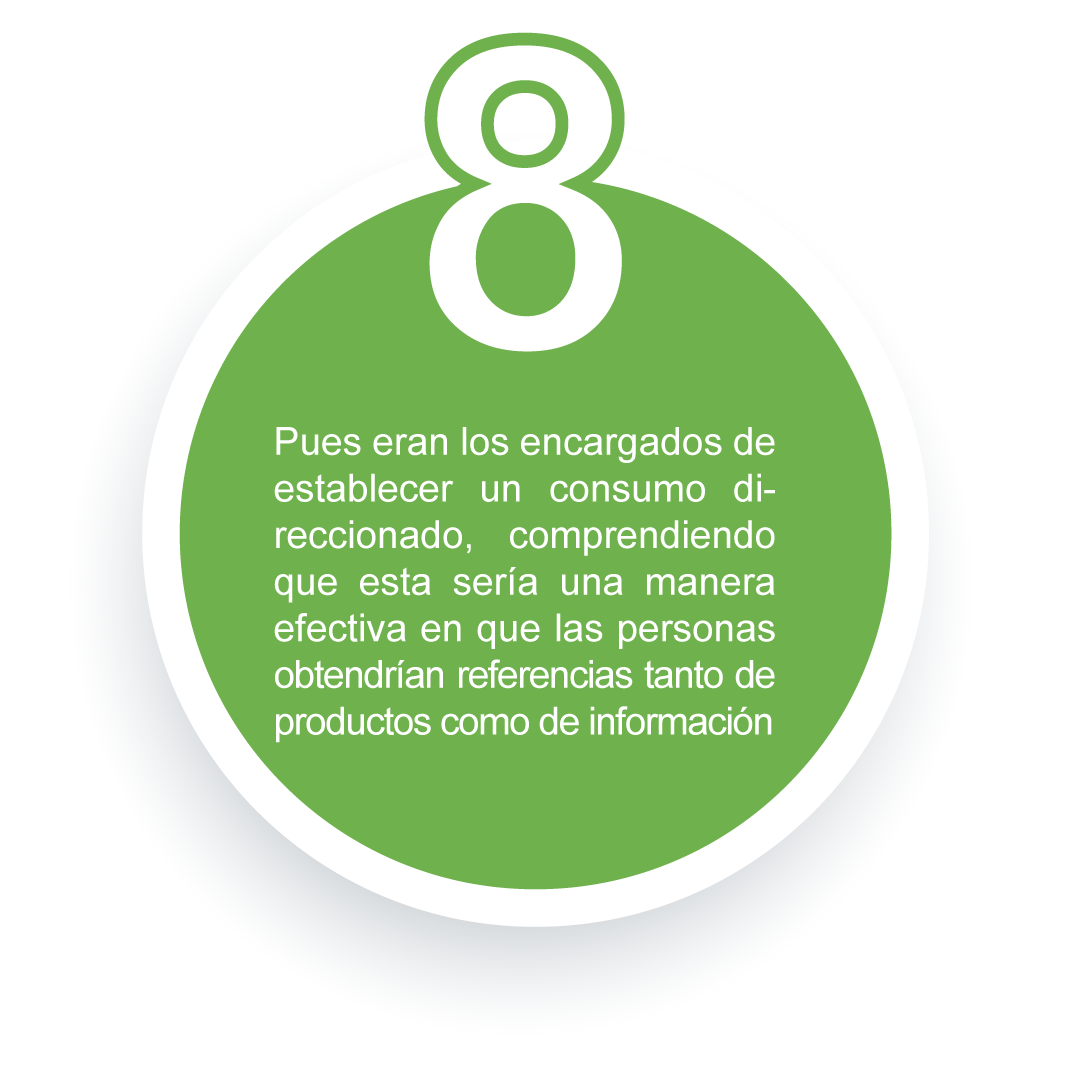 8
Pues eran los encargados de
establecer un consumo di-
reccionado, comprendiendo
que esta sería una manera
efectiva en que las personas
obtendrían referencias tanto de
productos como de información